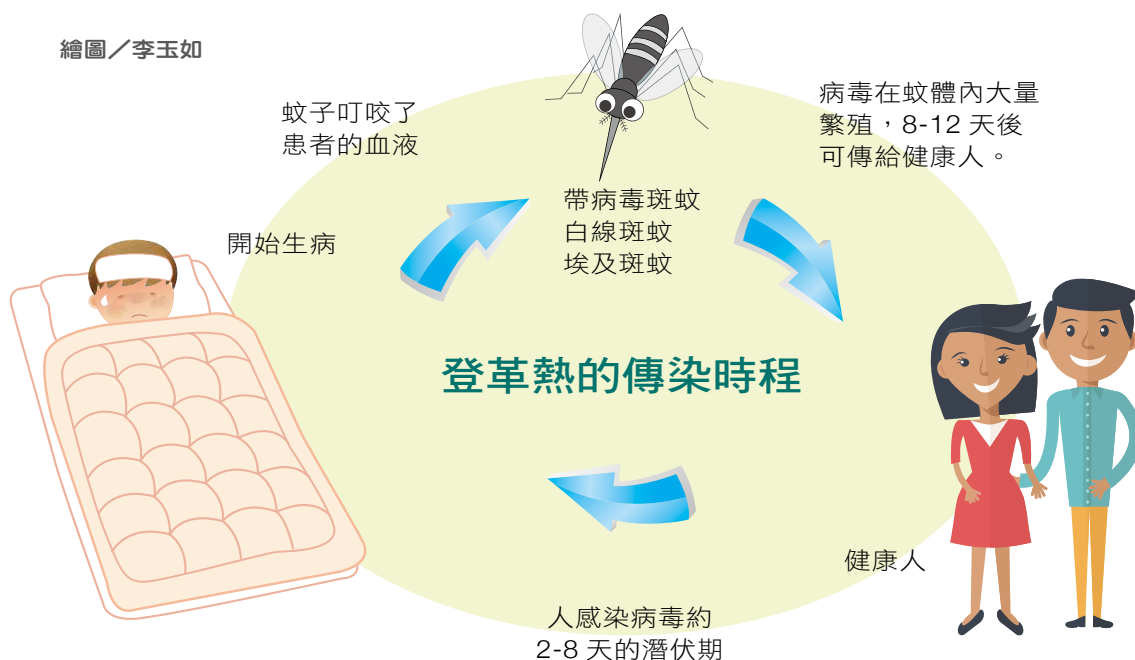 繪圖／李玉如
蚊子叮咬了
患者的血液
病毒在蚊體內大量
繁殖，8-12 天後
可傳給健康人。
帶病毒斑蚊
白線斑蚊
埃及斑蚊
開始生病
登革熱的傳染時程
健康人
人感染病毒約
2-8 天的潛伏期